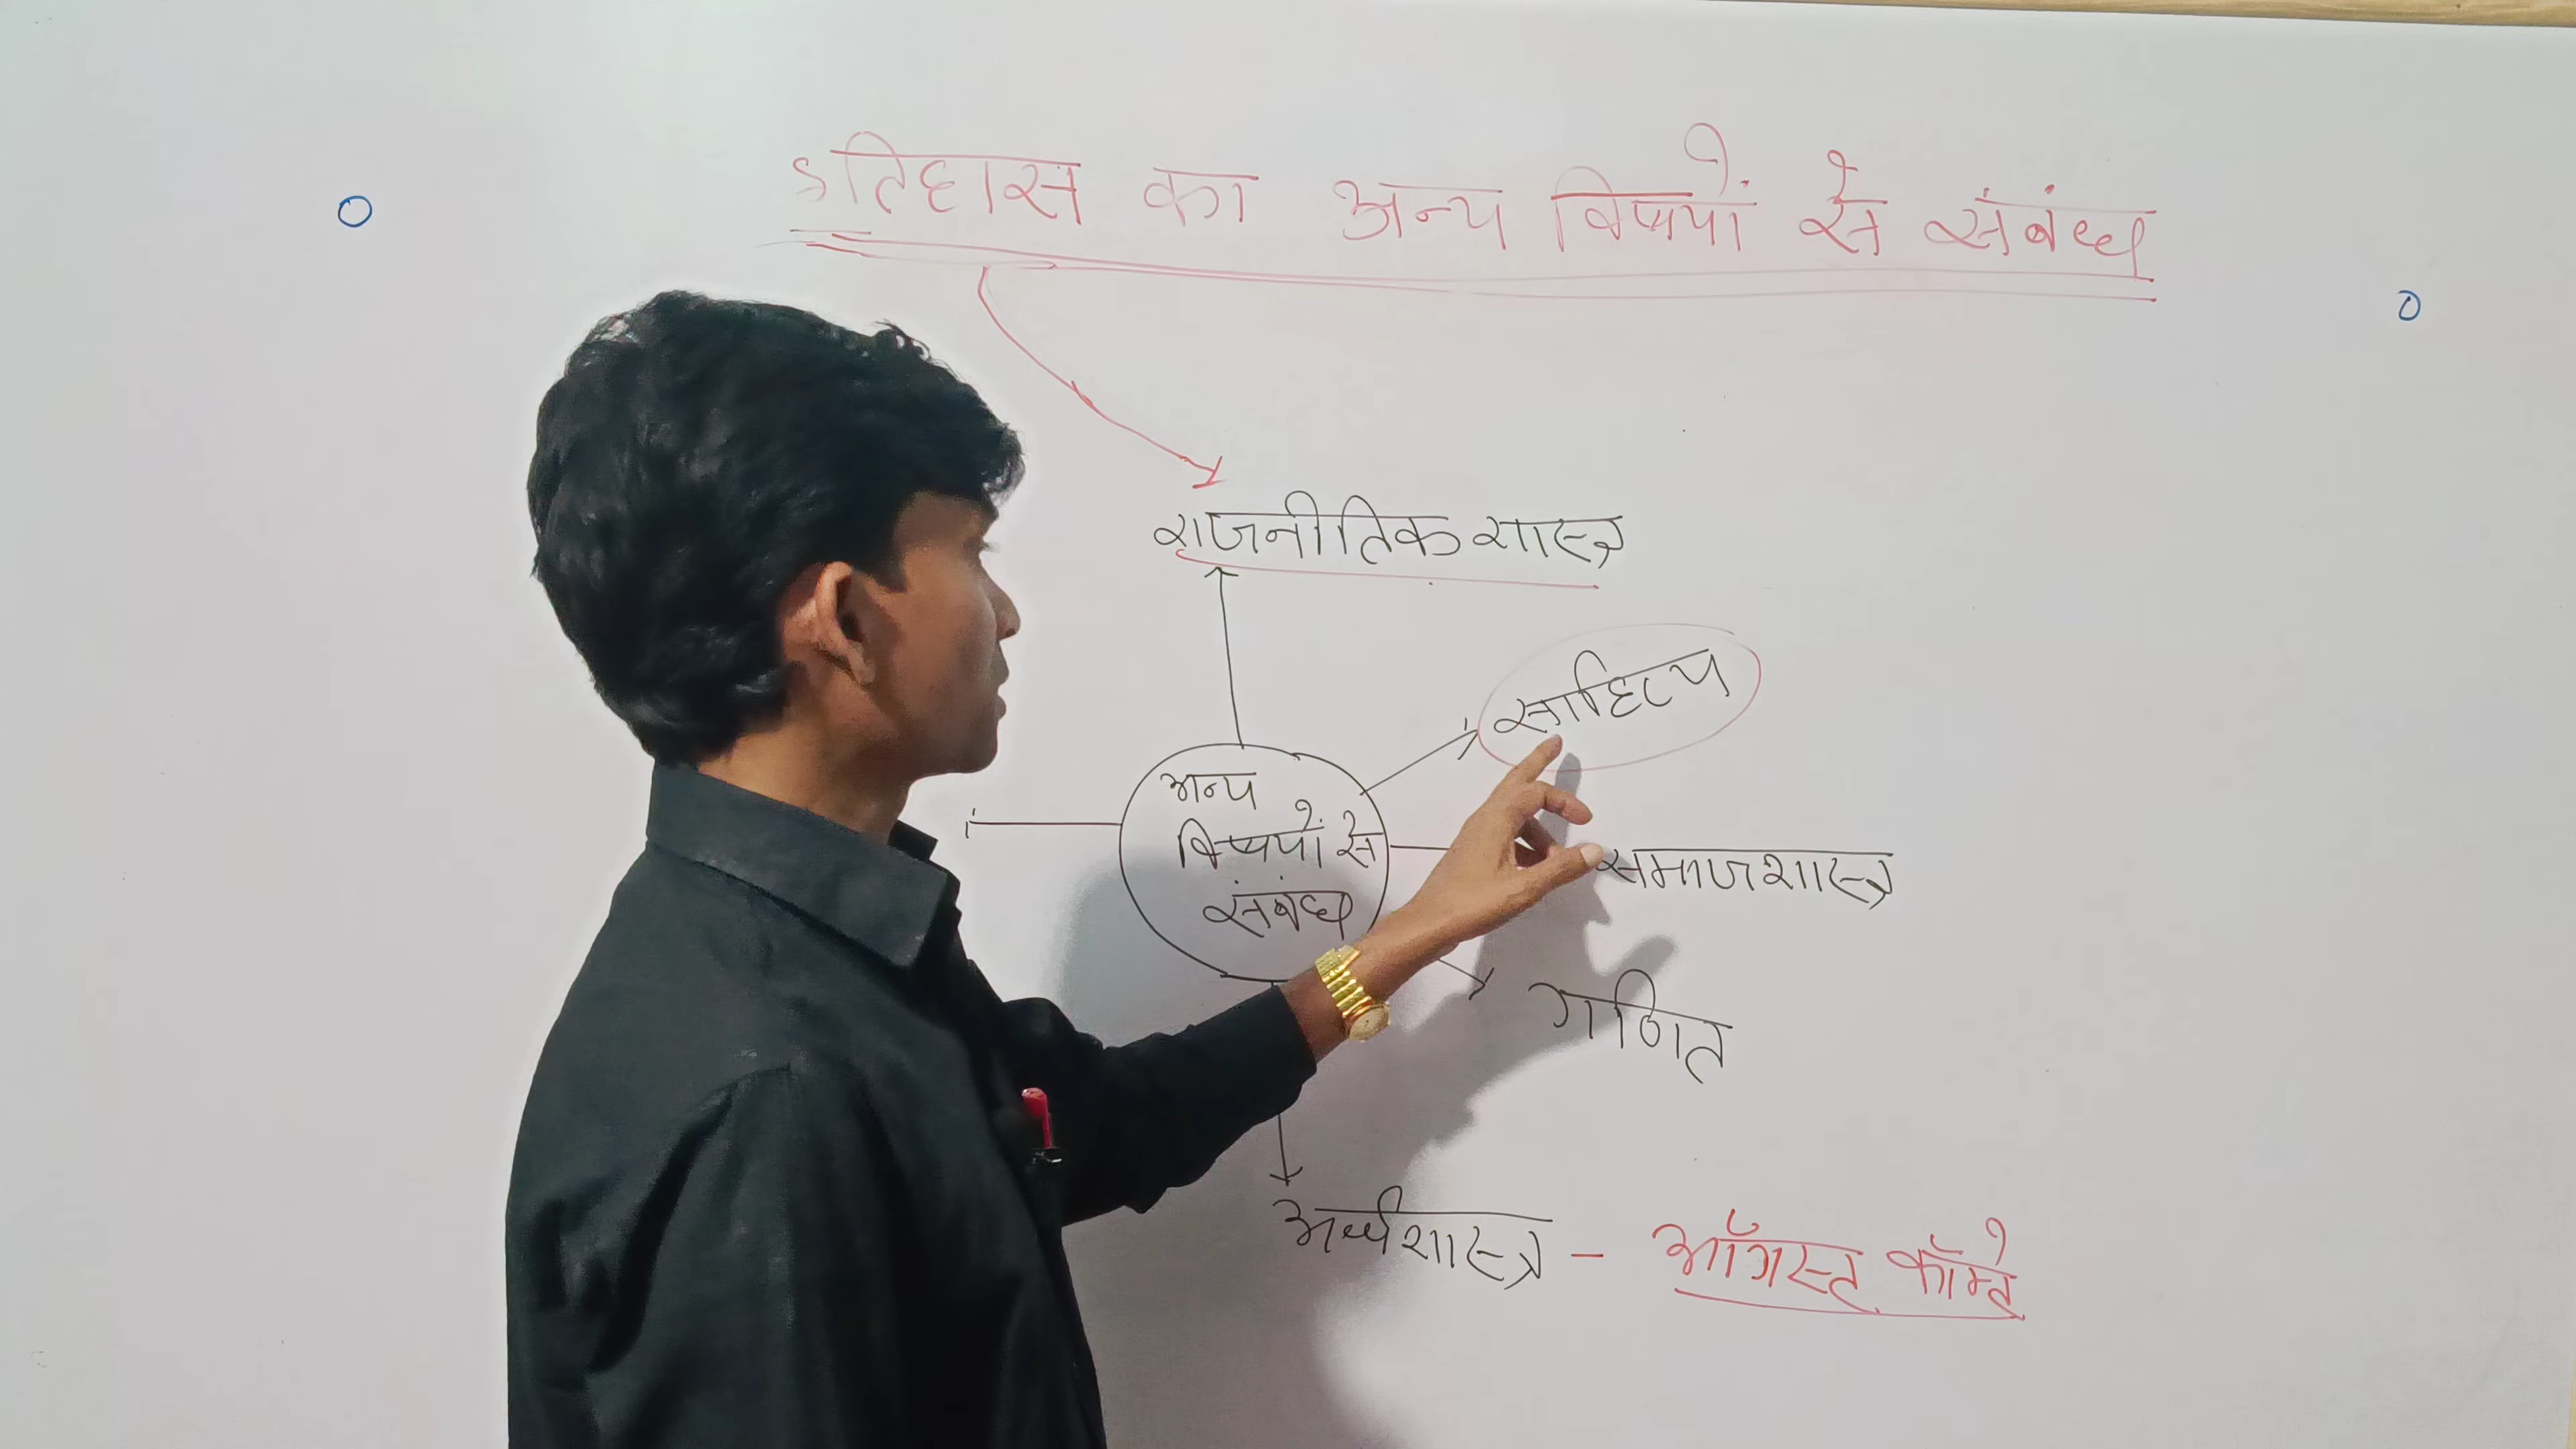 इतिहास का अन्य विषयों से संबंध
राजनीतिक शास्त्र
साहित्य
अन्य
विषयों से
संबंध
समाजशास्त्र
गणित
अर्थशास्त्र - ऑगस्त कॉम्ते